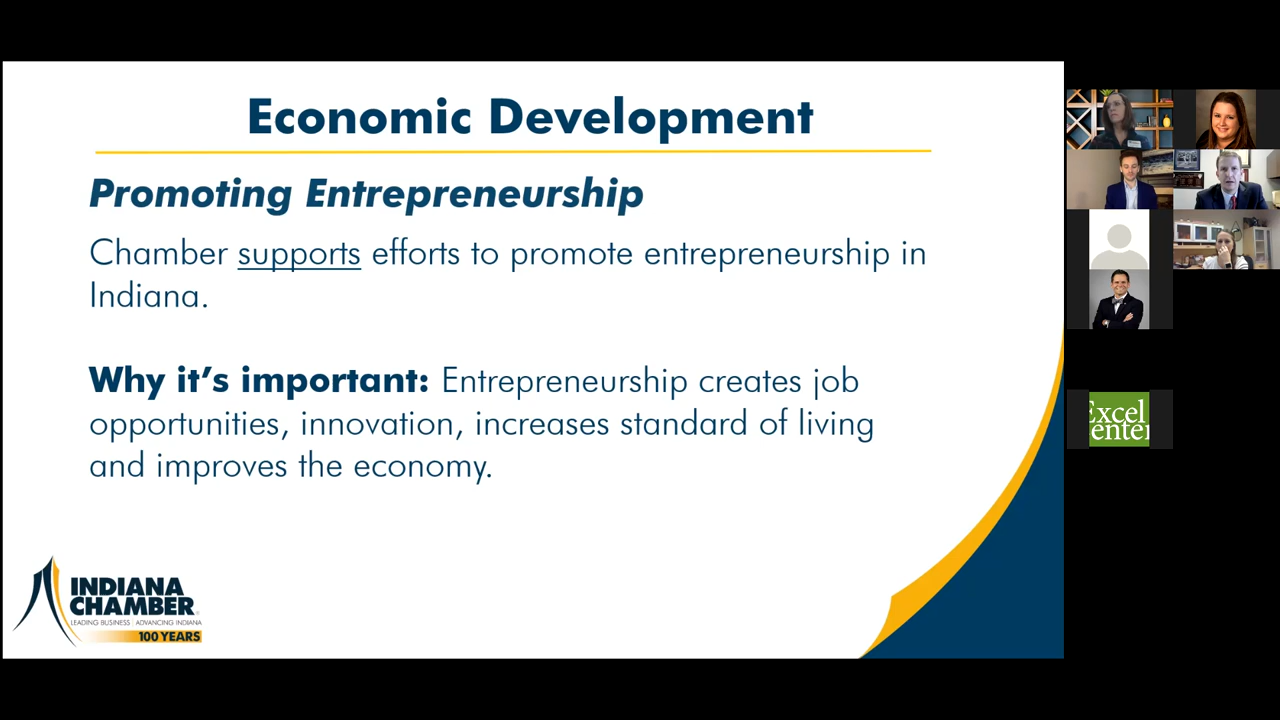 Economic Development
Promoting Entrepreneurship
Chamber supports efforts to promote entrepreneurship in
Indiana.
Why it’s important: Entrepreneurship creates job
opportunities, innovation, increases standard of living
and improves the economy.
INDIANA
CHAMBER
LEADING BUSINESS | ADVANCING INDIANA
100 YEARS
Excel
Center